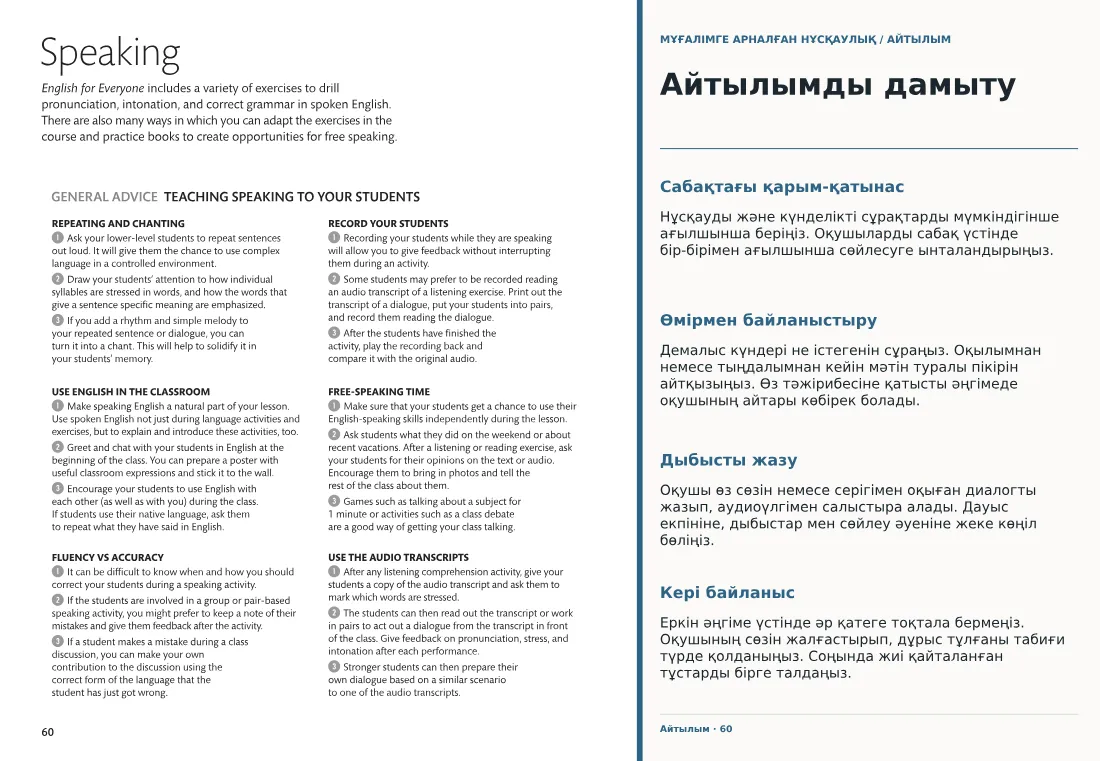 Speaking
English for Everyone includes a variety of exercises to drill
pronunciation, intonation, and correct grammar in spoken English.
There are also many ways in which you can adapt the exercises in the
course and practice books to create opportunities for free speaking.
GENERAL ADVICE TEACHING SPEAKING TO YOUR STUDENTS
REPEATING AND CHANTING
1 Ask your lower-level students to repeat sentences
out loud. It will give them the chance to use complex
language in a controlled environment.
2 Draw your students' attention to how individual
syllables are stressed in words, and how the words that
give a sentence specific meaning are emphasized.
3 If you add a rhythm and simple melody to
your repeated sentence or dialogue, you can
turn it into a chant. This will help to solidify it in
your students' memory.
USE ENGLISH IN THE CLASSROOM
1 Make speaking English a natural part of your lesson.
Use spoken English not just during language activities and
exercises, but to explain and introduce these activities, too.
2 Greet and chat with your students in English at the
beginning of the class. You can prepare a poster with
useful classroom expressions and stick it to the wall.
3 Encourage your students to use English with
each other (as well as with you) during the class.
If students use their native language, ask them
to repeat what they have said in English.
FLUENCY VS ACCURACY
1 It can be difficult to know when and how you should
correct your students during a speaking activity.
2 If the students are involved in a group or pair-based
speaking activity, you might prefer to keep a note of their
mistakes and give them feedback after the activity.
3 If a student makes a mistake during a class
discussion, you can make your own
contribution to the discussion using the
correct form of the language that the
student has just got wrong.
RECORD YOUR STUDENTS
1 Recording your students while they are speaking
will allow you to give feedback without interrupting
them during an activity.
2 Some students may prefer to be recorded reading
an audio transcript of a listening exercise. Print out the
transcript of a dialogue, put your students into pairs,
and record them reading the dialogue.
3 After the students have finished the
activity, play the recording back and
compare it with the original audio.
FREE-SPEAKING TIME
1 Make sure that your students get a chance to use their
English-speaking skills independently during the lesson.
2 Ask students what they did on the weekend or about
recent vacations. After a listening or reading exercise, ask
your students for their opinions on the text or audio.
Encourage them to bring in photos and tell the
rest of the class about them.
3 Games such as talking about a subject for
1 minute or activities such as a class debate
are a good way of getting your class talking.
USE THE AUDIO TRANSCRIPTS
1 After any listening comprehension activity, give your
students a copy of the audio transcript and ask them to
mark which words are stressed.
2 The students can then read out the transcript or work
in pairs to act out a dialogue from the transcript in front
of the class. Give feedback on pronunciation, stress, and
intonation after each performance.
3 Stronger students can then prepare their
own dialogue based on a similar scenario
to one of the audio transcripts.
60
МҰҒАЛІМГЕ АРНАЛҒАН НҰСҚАУЛЫҚ / АЙТЫЛЫМ
Айтылымды дамыту
Сабақтағы қарым-қатынас
Нұсқауды және күнделікті сұрақтарды мүмкіндігінше
ағылшынша беріңіз. Оқушыларды сабақ үстінде
бір-бірімен ағылшынша сөйлесуге ынталандырыңыз.
Өмірмен байланыстыру
Демалыс күндері не істегенін сұраңыз. Оқылымнан
немесе тыңдалымнан кейін мәтін туралы пікірін
айтқызыңыз. Өз тәжірибесіне қатысты әңгімеде
оқушының айтары көбірек болады.
Дыбысты жазу
Оқушы өз сөзін немесе серігімен оқыған диалогты
жазып, аудиоүлгімен салыстыра алады. Дауыс
екпініне, дыбыстар мен сөйлеу әуеніне жеке көңіл
бөліңіз.
Кері байланыс
Еркін әңгіме үстінде әр қатеге тоқтала бермеңіз.
Оқушының сөзін жалғастырып, дұрыс тұлғаны табиғи
түрде қолданыңыз. Соңында жиі қайталанған
тұстарды бірге талдаңыз.
Айтылым · 60